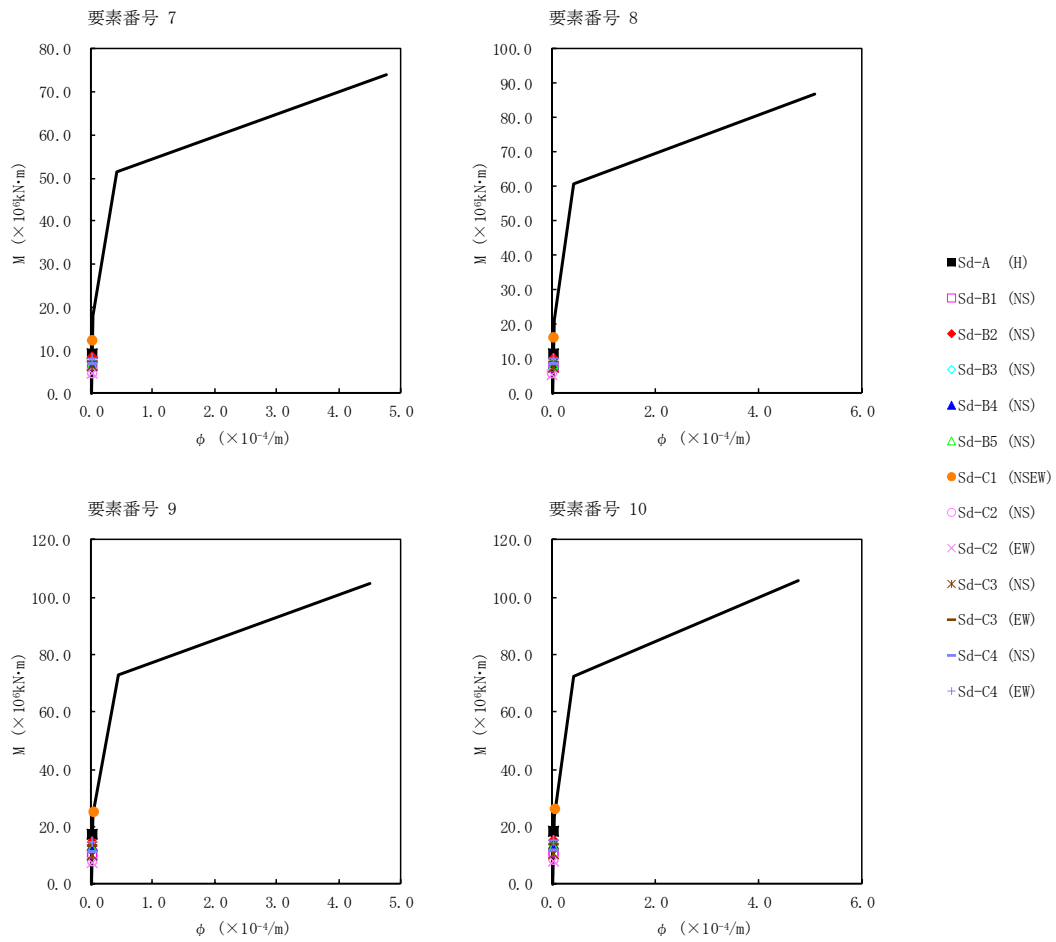 要素番号 7
80.0
70.0
60.0
50.0
40.0
30.0
20.0
10.0
0.0
M (×10⁶kN・m)
0.0 1.0 2.0 3.0 4.0 5.0
φ (×10⁻⁴/m)
要素番号 8
100.0
90.0
80.0
70.0
60.0
50.0
40.0
30.0
20.0
10.0
0.0
M (×10⁶kN・m)
0.0 2.0 4.0 6.0
φ (×10⁻⁴/m)
要素番号 9
120.0
100.0
80.0
60.0
40.0
20.0
0.0
M (×10⁶kN・m)
0.0 1.0 2.0 3.0 4.0 5.0
φ (×10⁻⁴/m)
要素番号 10
120.0
100.0
80.0
60.0
40.0
20.0
0.0
M (×10⁶kN・m)
0.0 2.0 4.0 6.0
φ (×10⁻⁴/m)
Sd-A (H)
Sd-B1 (NS)
Sd-B2 (NS)
Sd-B3 (NS)
Sd-B4 (NS)
Sd-B5 (NS)
Sd-C1 (NSEW)
Sd-C2 (NS)
Sd-C2 (EW)
Sd-C3 (NS)
Sd-C3 (EW)
Sd-C4 (NS)
Sd-C4 (EW)